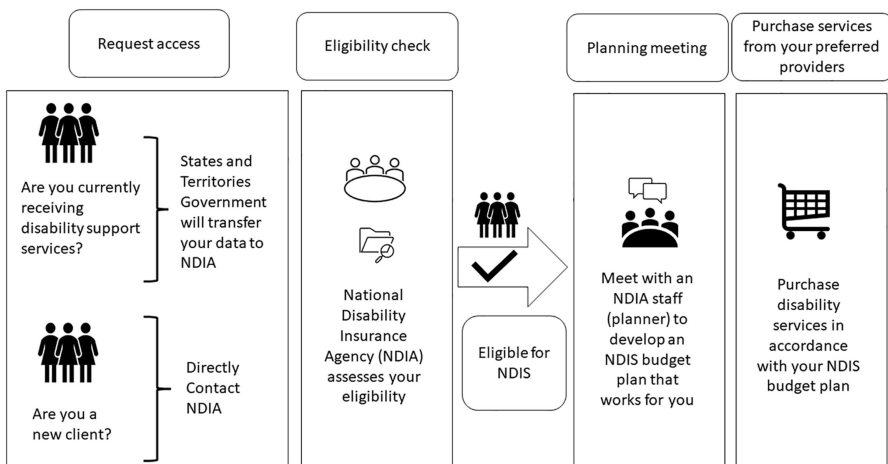 Request access
Eligibility check
Planning meeting
Purchase services
from your preferred
providers
Are you currently
receiving
disability support
services?
States and
Territories
Government
will transfer
your data to
NDIA
Are you a
new client?
Directly
Contact
NDIA
National
Disability
Insurance
Agency (NDIA)
assesses your
eligibility
Eligible for
NDIS
Meet with an
NDIA staff
(planner) to
develop an
NDIS budget
plan that
works for you
Purchase
disability
services in
accordance
with your NDIS
budget plan